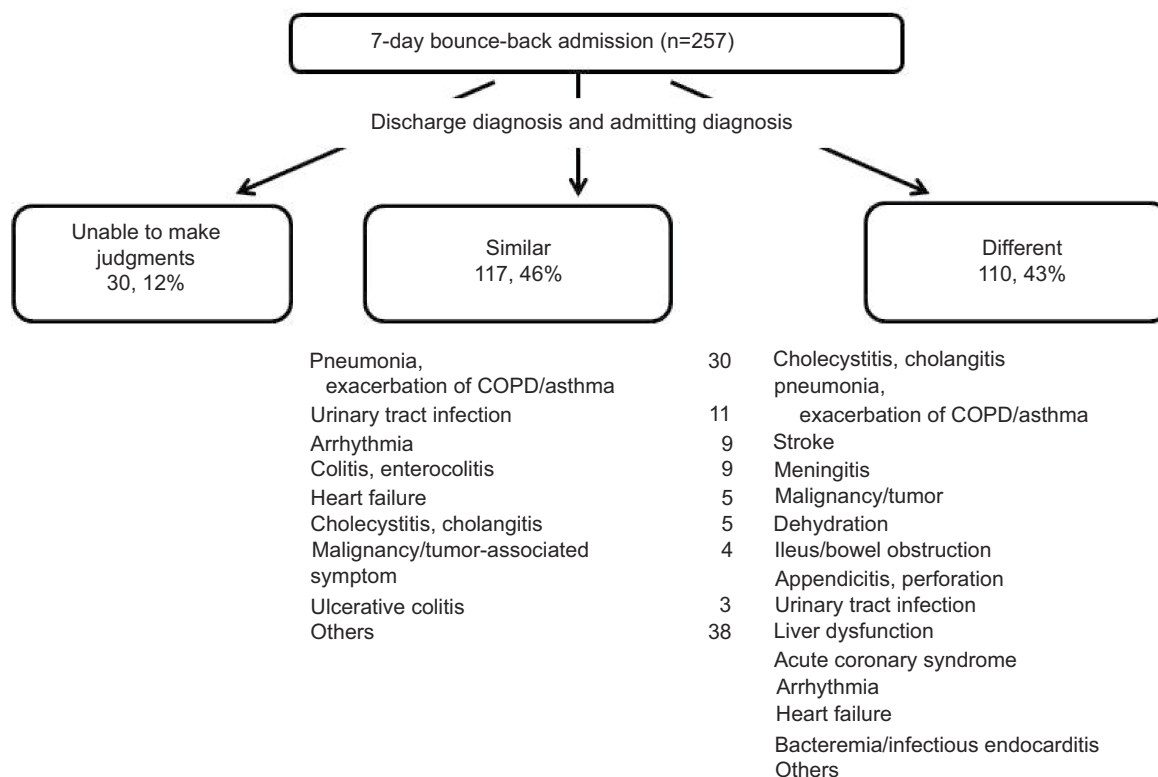 7-day bounce-back admission (n=257)
Discharge diagnosis and admitting diagnosis
Unable to make
judgments
30, 12%
Similar
117, 46%
Different
110, 43%
Pneumonia,
exacerbation of COPD/asthma 30
Urinary tract infection 11
Arrhythmia 9
Colitis, enterocolitis 9
Heart failure 5
Cholecystitis, cholangitis 5
Malignancy/tumor-associated 4
symptom
Ulcerative colitis 3
Others 38
Cholecystitis, cholangitis
pneumonia,
exacerbation of COPD/asthma
Stroke
Meningitis
Malignancy/tumor
Dehydration
Ileus/bowel obstruction
Appendicitis, perforation
Urinary tract infection
Liver dysfunction
Acute coronary syndrome
Arrhythmia
Heart failure
Bacteremia/infectious endocarditis
Others